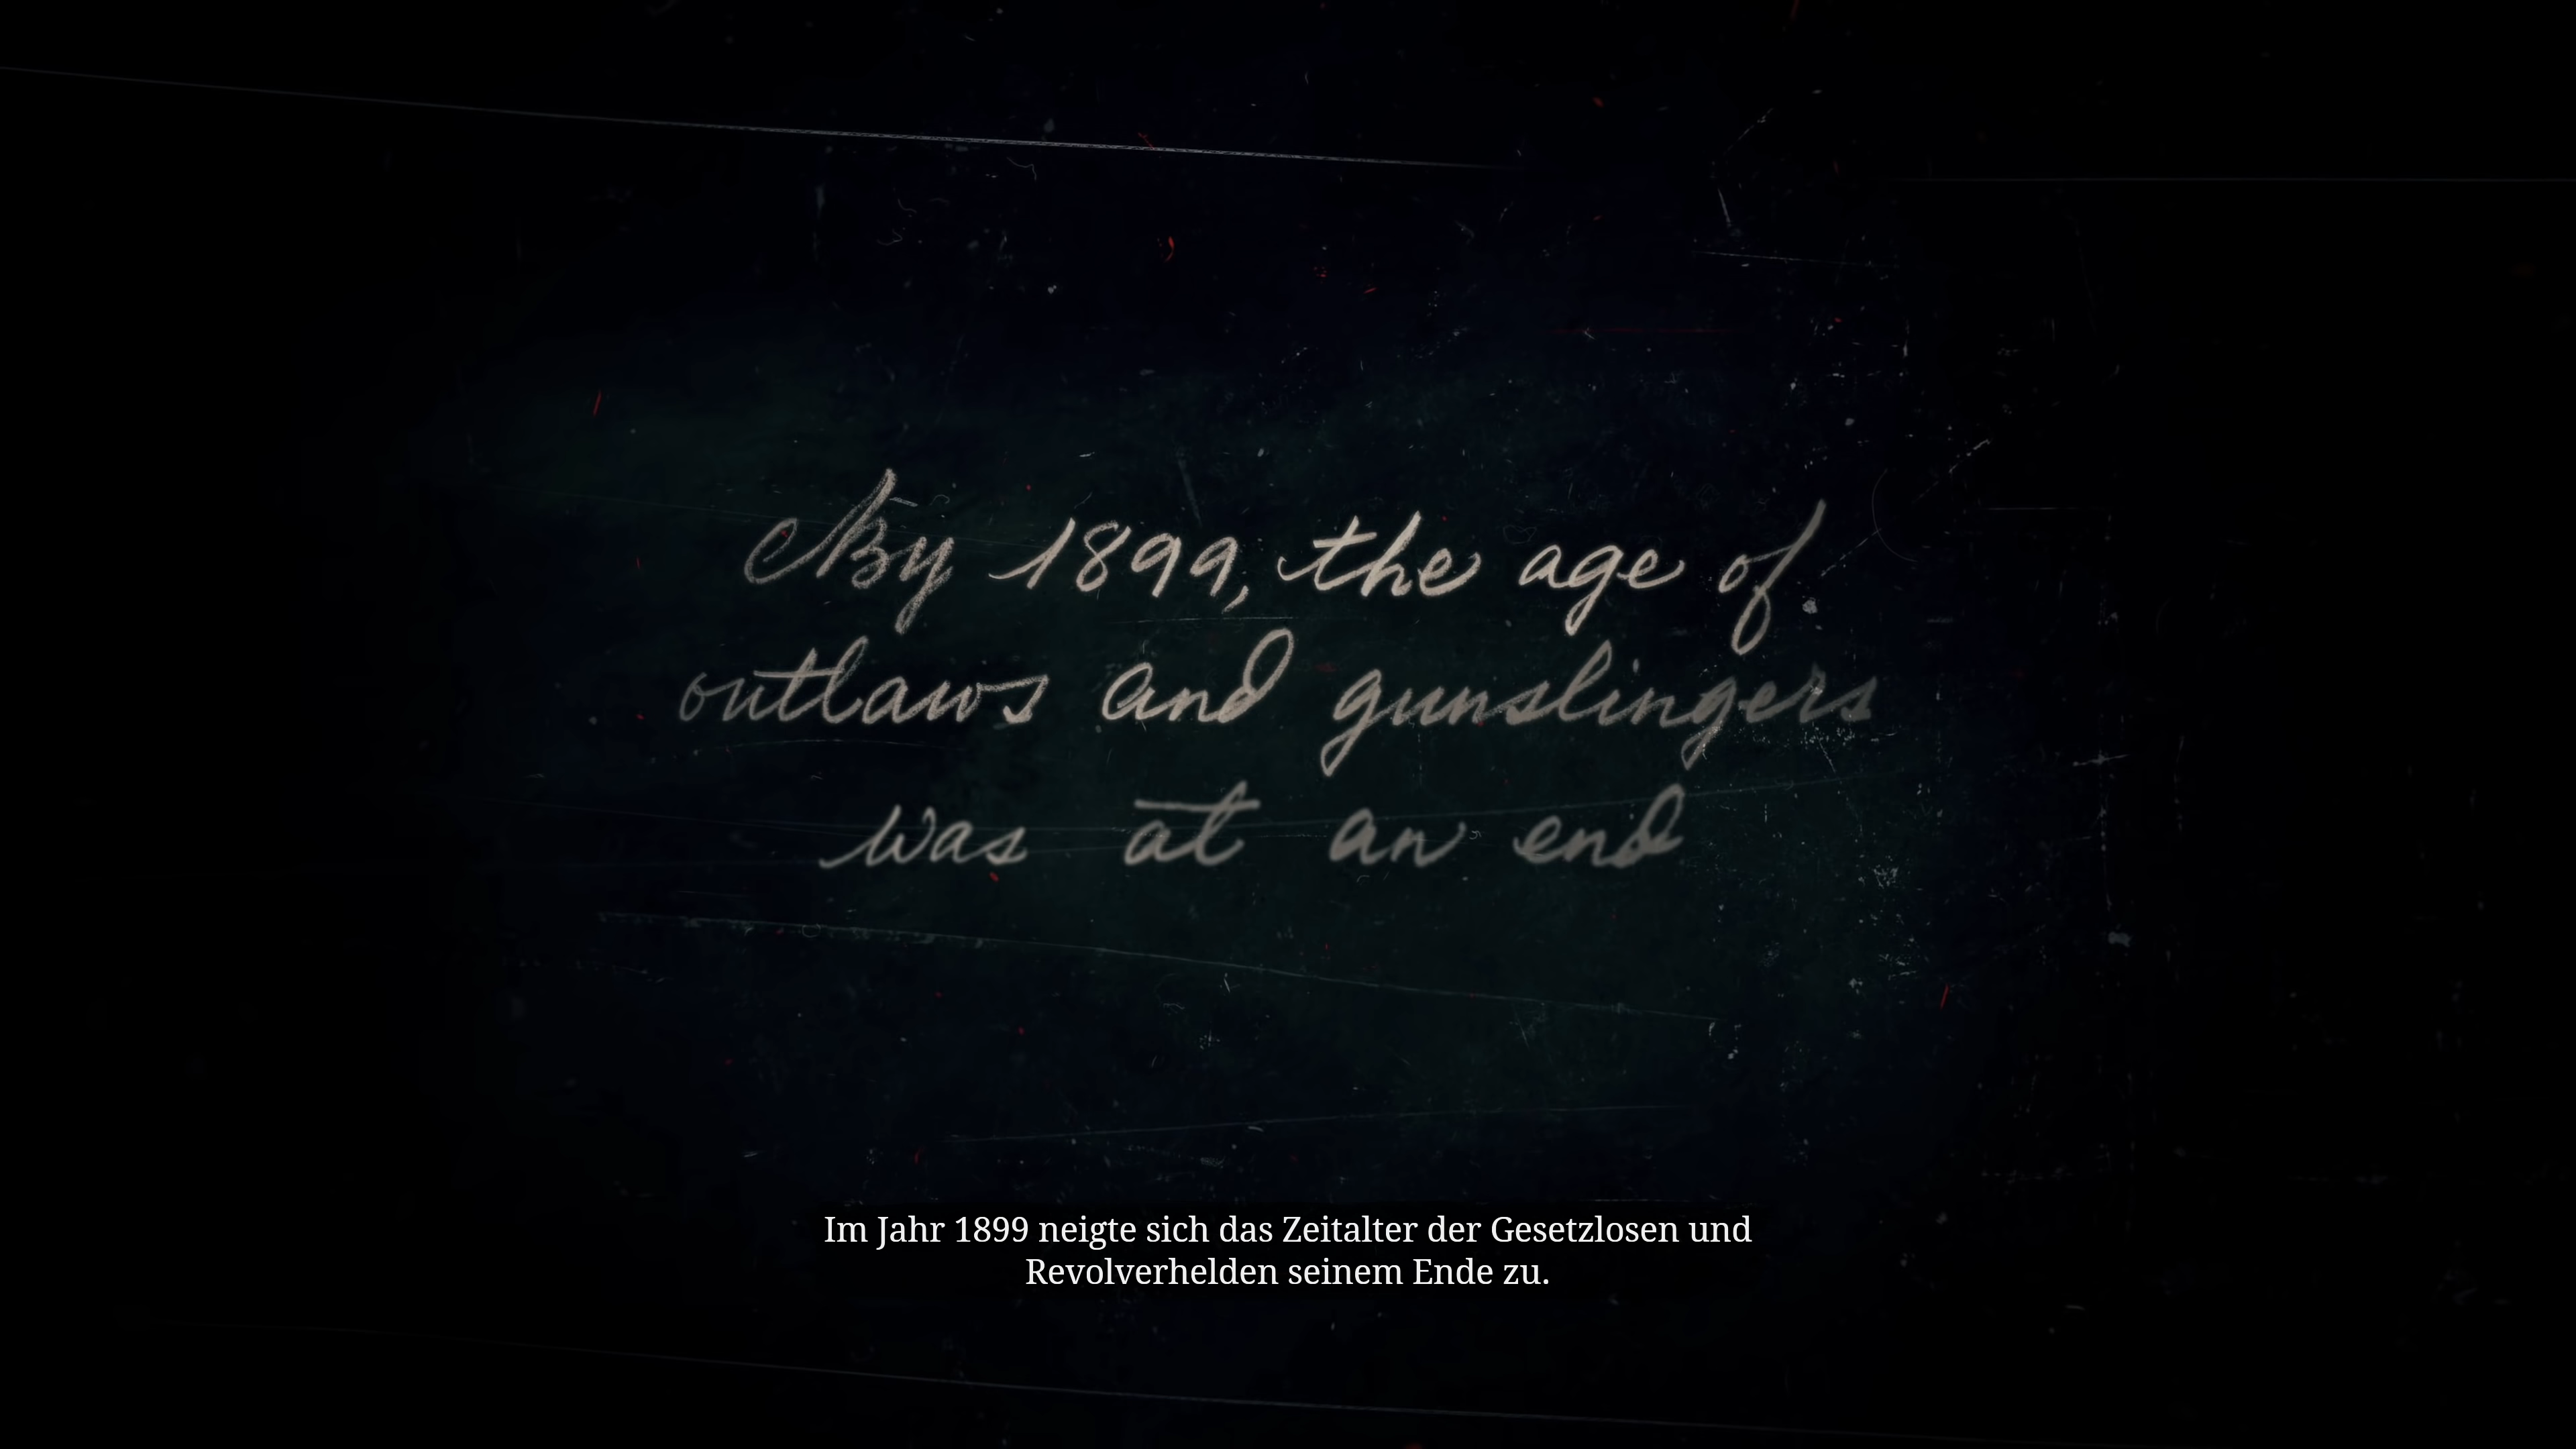 By 1899, the age of
outlaws and gunslingers
was at an end
Im Jahr 1899 neigte sich das Zeitalter der Gesetzlosen und
Revolverhelden seinem Ende zu.